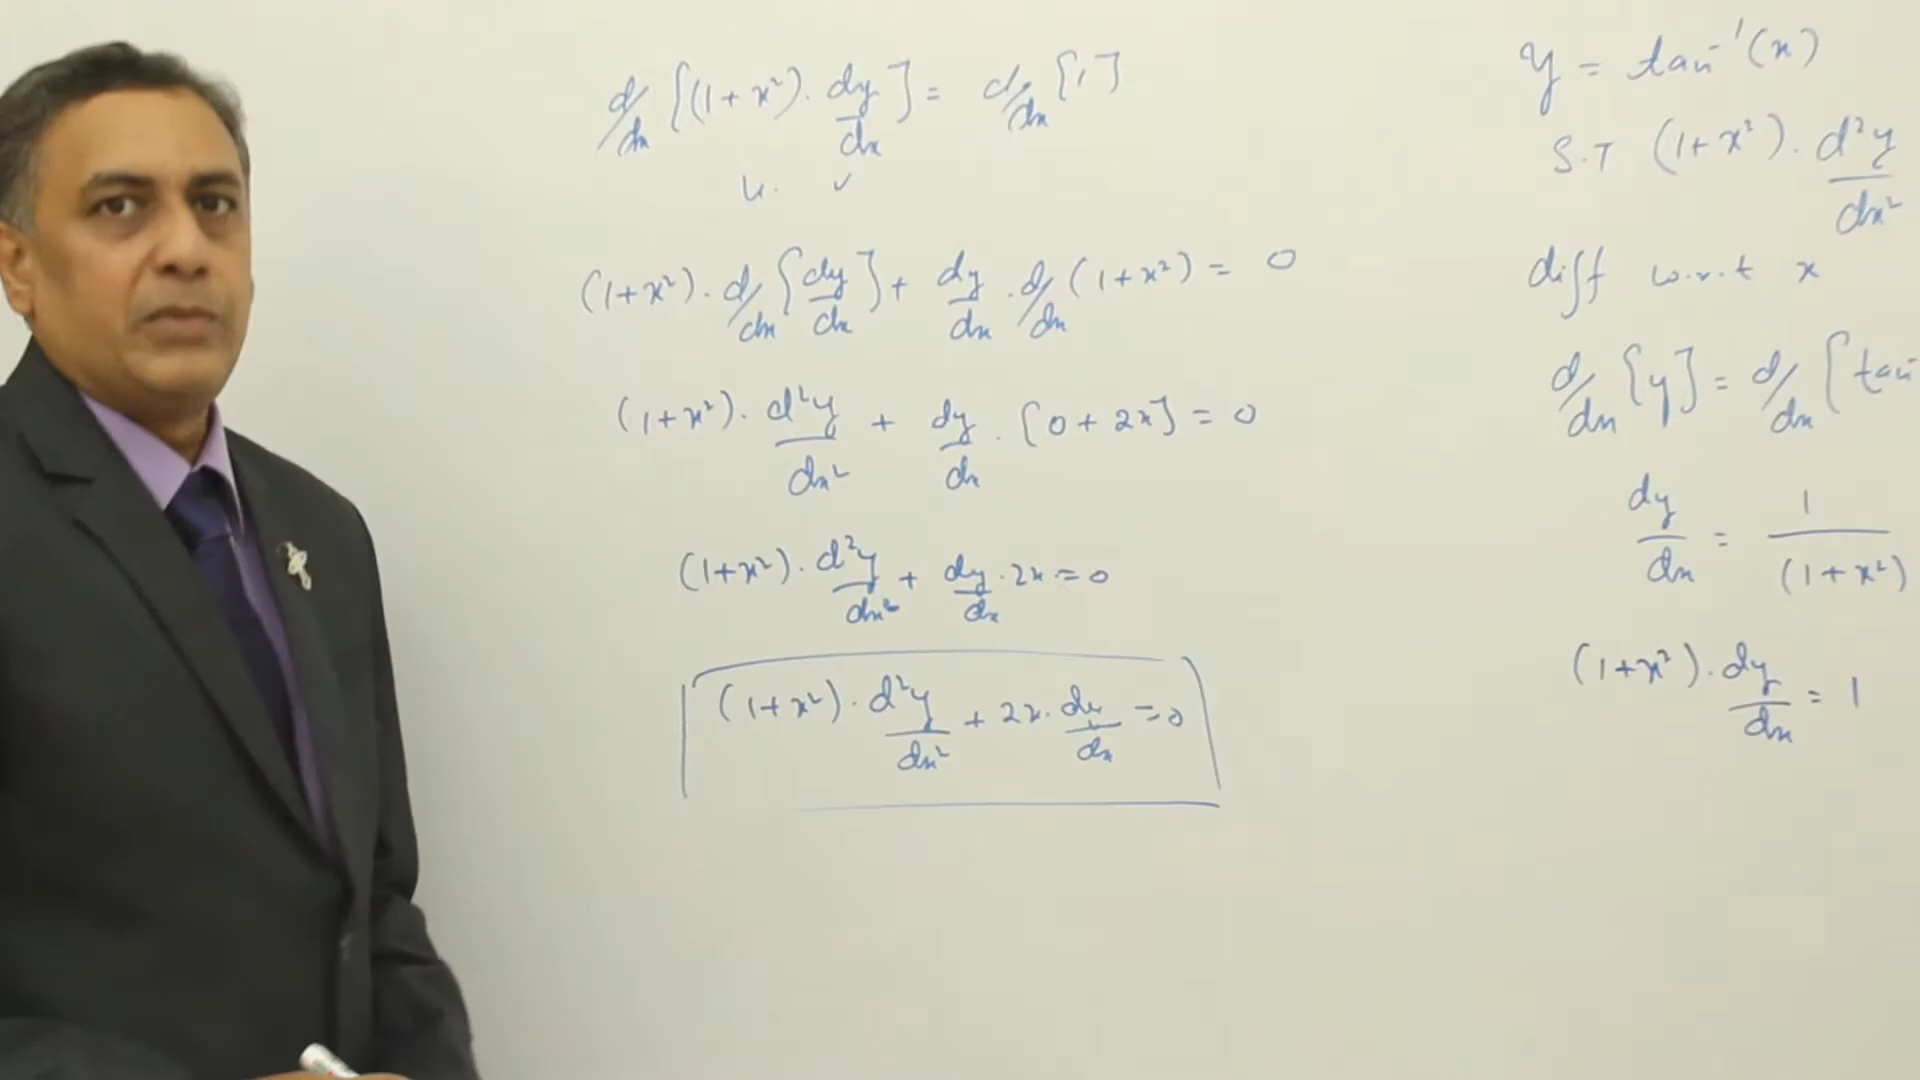 y = tan⁻¹(x)
S.T (1+x²). d²y/dx²
diff w.r.t x
d/dx [y] = d/dx [tan⁻
dy/dx = 1/(1+x²)
(1+x²). dy/dx = 1
d/dx [(1+x²). dy/dx] = d/dx [1]
u. v
(1+x²). d/dx [dy/dx] + dy/dx . d/dx (1+x²) = 0
(1+x²). d²y/dx² + dy/dx . [0+2x] = 0
(1+x²). d²y/dx² + dy/dx . 2x = 0
(1+x²). d²y/dx² + 2x. dy/dx = 0